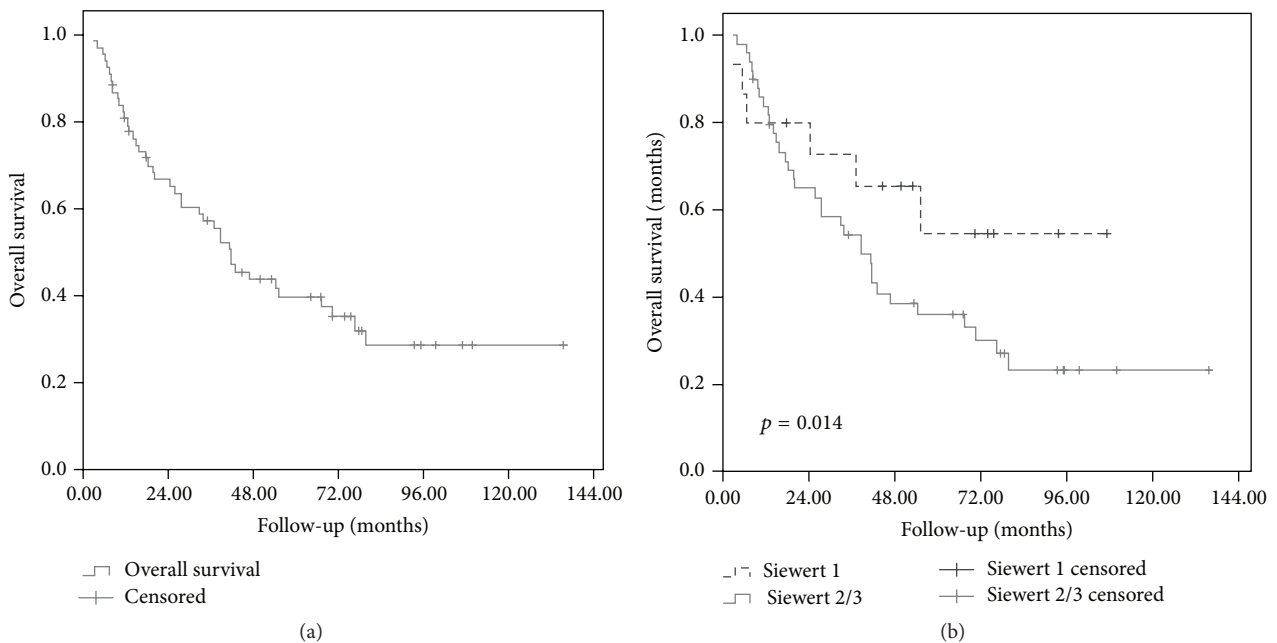 1.0
0.8
0.6
0.4
0.2
0.0
Overall survival
0.00 24.00 48.00 72.00 96.00 120.00 144.00
Follow-up (months)
Overall survival
Censored
(a)
1.0
0.8
0.6
0.4
0.2
0.0
Overall survival (months)
p = 0.014
0.00 24.00 48.00 72.00 96.00 120.00 144.00
Follow-up (months)
Siewert 1
Siewert 2/3
Siewert 1 censored
Siewert 2/3 censored
(b)